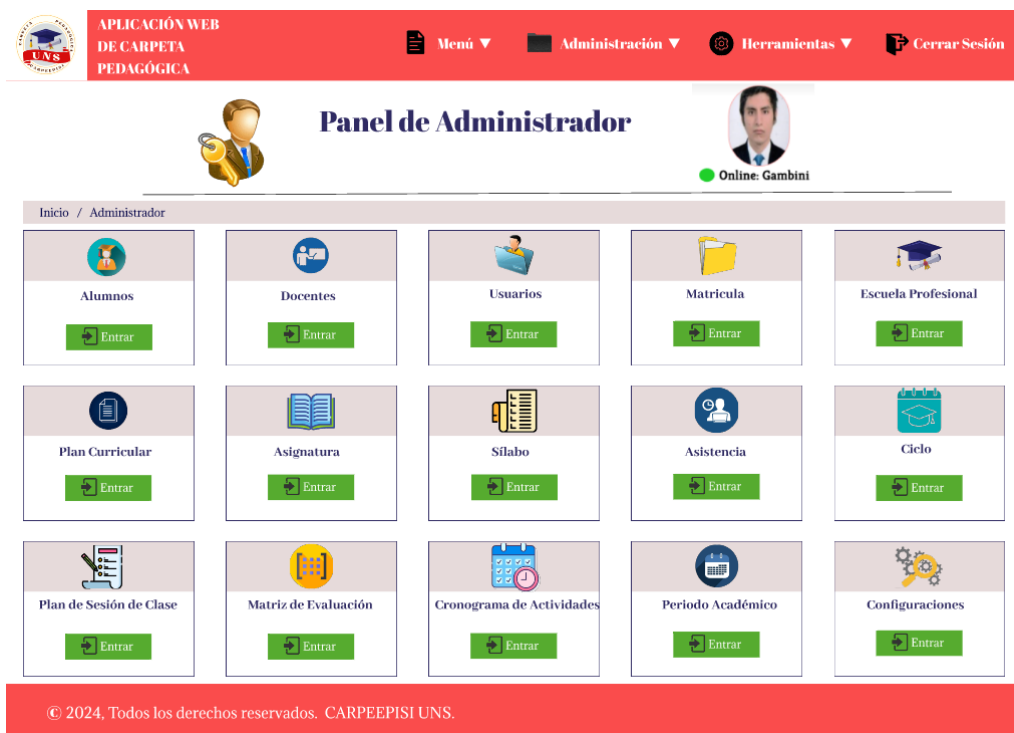 UNS
APLICACIÓN WEB
DE CARPETA
PEDAGÓGICA
Menú ▼
Administración ▼
Herramientas ▼
Cerrar Sesión
Panel de Administrador
Online: Gambini
Inicio / Administrador
Alumnos
Docentes
Usuarios
Matricula
Escuela Profesional
Entrar
Entrar
Entrar
Entrar
Entrar
Plan Curricular
Asignatura
Sílabo
Asistencia
Ciclo
Entrar
Entrar
Entrar
Entrar
Entrar
Plan de Sesión de Clase
Matriz de Evaluación
Cronograma de Actividades
Periodo Académico
Configuraciones
Entrar
Entrar
Entrar
Entrar
Entrar
© 2024, Todos los derechos reservados. CARPEEPISI UNS.